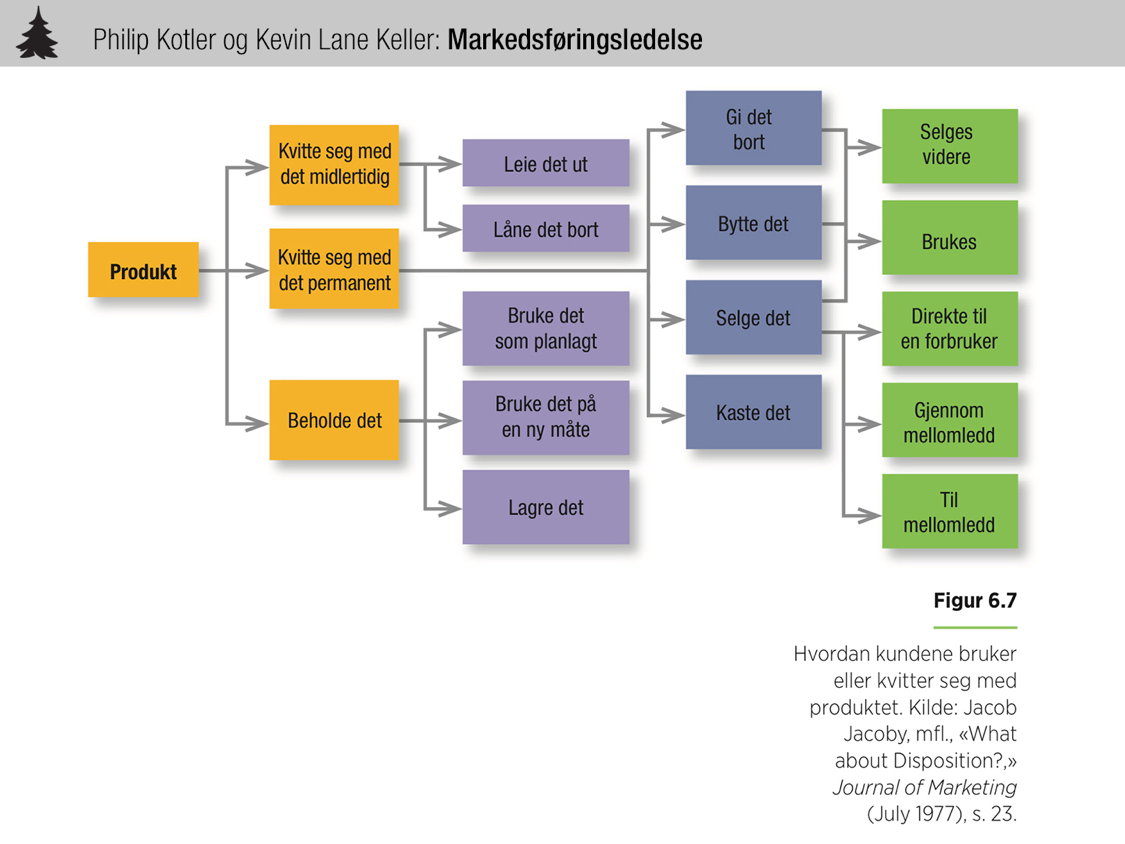 Philip Kotler og Kevin Lane Keller: Markedsføringsledelse
Produkt
Kvitte seg med
det midlertidig
Kvitte seg med
det permanent
Beholde det
Leie det ut
Låne det bort
Bruke det
som planlagt
Bruke det på
en ny måte
Lagre det
Gi det
bort
Bytte det
Selge det
Kaste det
Selges
videre
Brukes
Direkte til
en forbruker
Gjennom
mellomledd
Til
mellomledd
Figur 6.7
Hvordan kundene bruker
eller kvitter seg med
produktet. Kilde: Jacob
Jacoby, mfl., «What
about Disposition?,»
Journal of Marketing
(July 1977), s. 23.